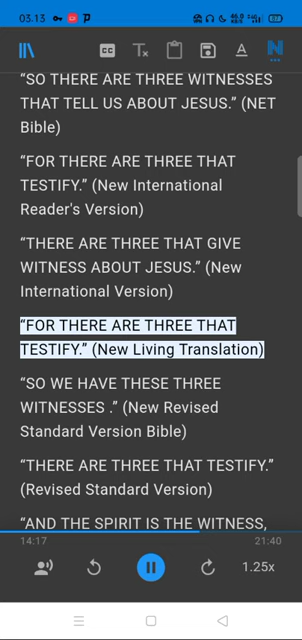 03.13
CC
"SO THERE ARE THREE WITNESSES
THAT TELL US ABOUT JESUS." (NET
Bible)
"FOR THERE ARE THREE THAT
TESTIFY." (New International
Reader's Version)
"THERE ARE THREE THAT GIVE
WITNESS ABOUT JESUS." (New
International Version)
"FOR THERE ARE THREE THAT
TESTIFY." (New Living Translation)
"SO WE HAVE THESE THREE
WITNESSES ." (New Revised
Standard Version Bible)
"THERE ARE THREE THAT TESTIFY."
(Revised Standard Version)
"AND THE SPIRIT IS THE WITNESS,
14:17
21:40
1.25x